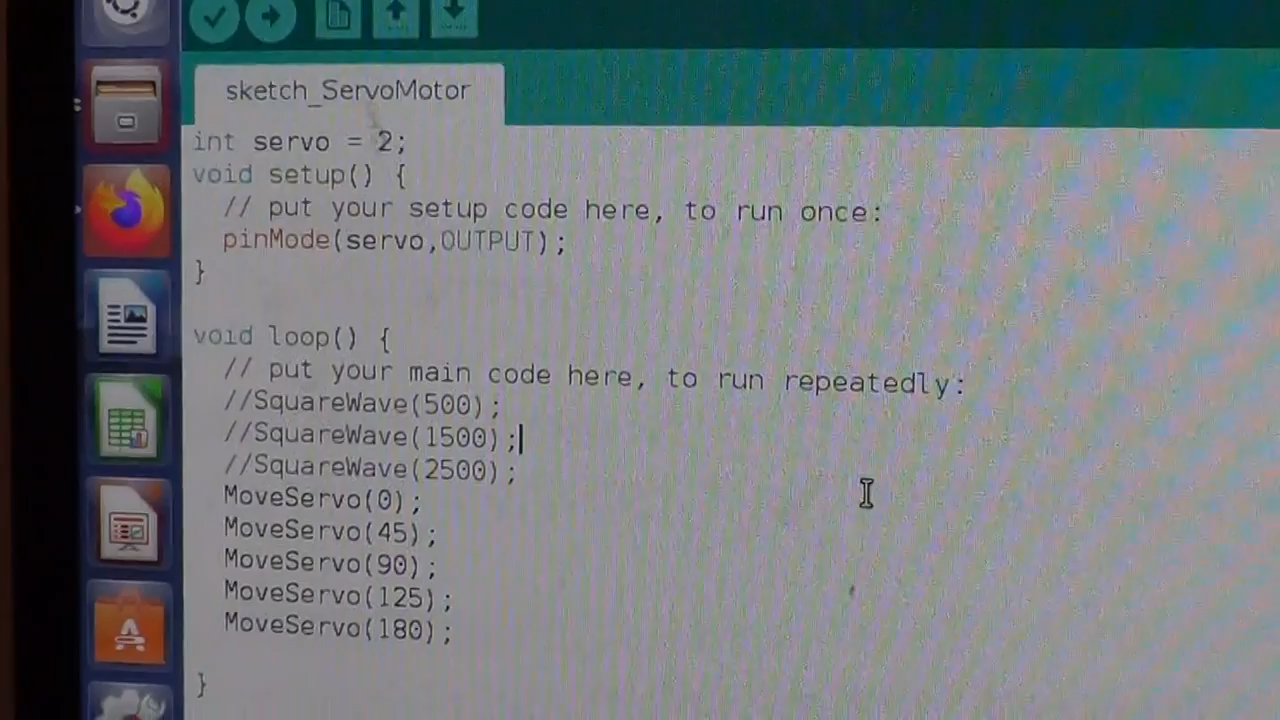 sketch_ServoMotor
int servo = 2;
void setup() {
  // put your setup code here, to run once:
  pinMode(servo,OUTPUT);
}
void loop() {
  // put your main code here, to run repeatedly:
  //SquareWave(500);
  //SquareWave(1500);
  //SquareWave(2500);
  MoveServo(0);
  MoveServo(45);
  MoveServo(90);
  MoveServo(125);
  MoveServo(180);
}